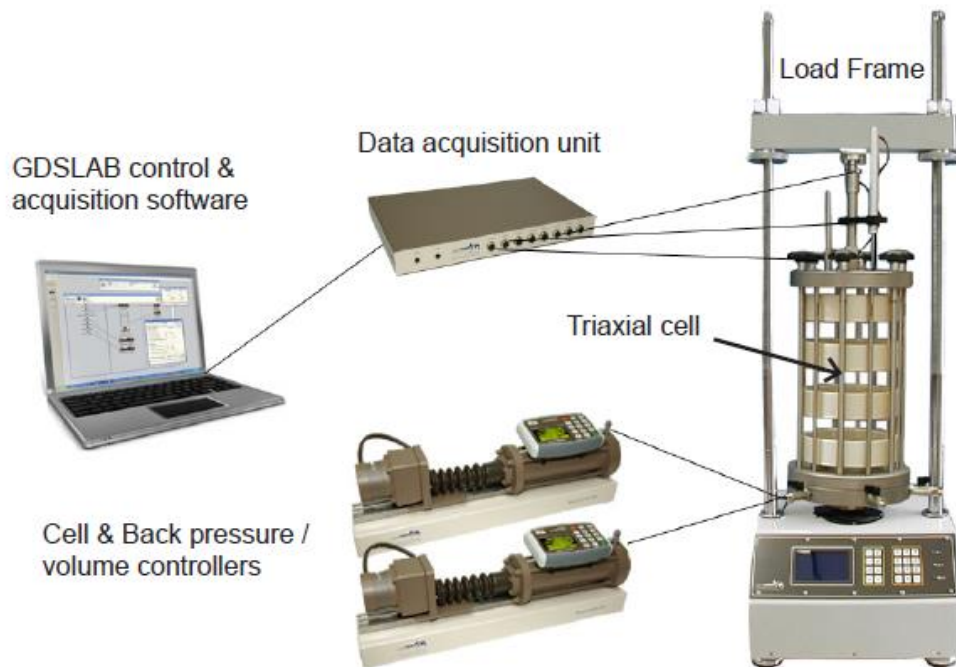 Load Frame
Data acquisition unit
GDSLAB control &
acquisition software
Triaxial cell
Cell & Back pressure /
volume controllers